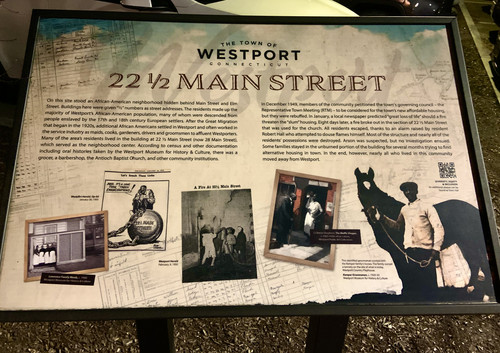 THE TOWN OF
WESTPORT
CONNECTICUT
22 ½ MAIN STREET
On this site stood an African-American neighborhood hidden behind Main Street and Elm
Street. Buildings here were given "½" numbers as street addresses. The residents made up the
majority of Westport's African-American population, many of whom were descended from
people enslaved by the 17th and 18th century European settlers. After the Great Migration
that began in the 1920s, additional African Americans settled in Westport and often worked in
the service industry as maids, cooks, gardeners, drivers and groomsmen to affluent Westporters.
Many of the area's residents lived in the building located at 22 ½ Main Street (now 28 Main Street)
which served as the neighborhood center. According to census and other documentation
including oral histories taken by the Westport Museum for History & Culture, there was a
grocer, a barbershop, the Antioch Baptist Church, and other community institutions.
In December 1949, members of the community petitioned the town's governing council – the
Representative Town Meeting (RTM) – to be considered for the town's new affordable housing,
but they were rebuffed. In January, a local newspaper predicted "great loss of life" should a fire
threaten the "slum" housing. Eight days later, a fire broke out in the section of 22 ½ Main Street
that was used for the church. All residents escaped, thanks to an alarm raised by resident
Robert Hall who attempted to douse flames himself. Most of the structure and nearly all of the
residents' possessions were destroyed. Arson was suspected, but no investigation ensued.
Some families stayed in the unburned portion of the building for several months trying to find
alternative housing in town. In the end, however, nearly all who lived in this community
moved away from Westport.
A Fire At 22½ Main Street
Westport Herald